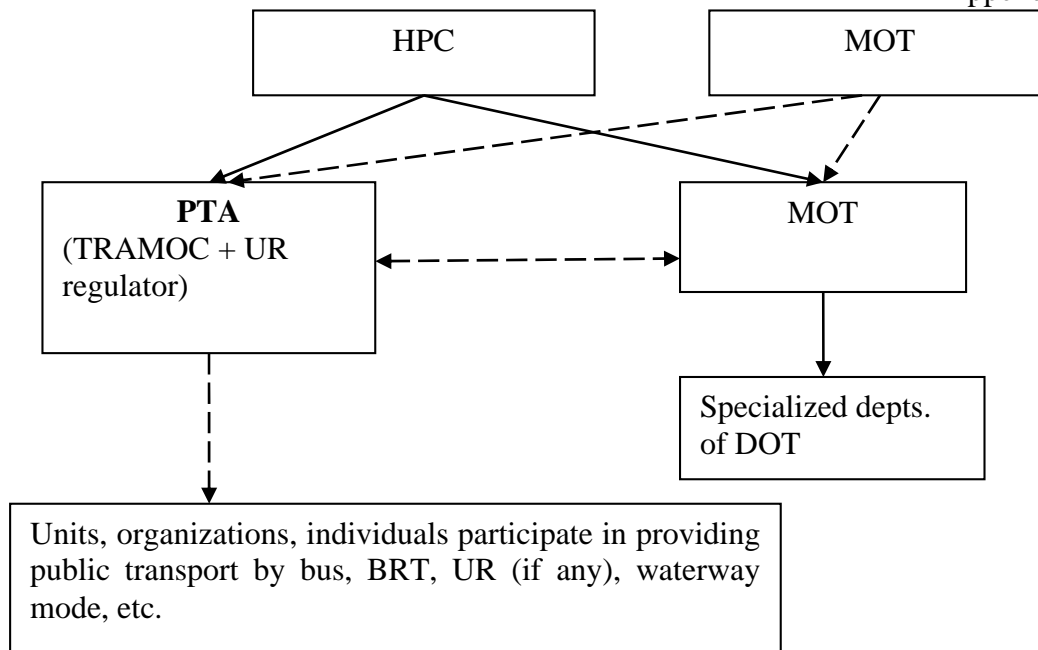 HPC
MOT
PTA
(TRAMOC + UR
regulator)
MOT
Specialized depts.
of DOT
Units, organizations, individuals participate in providing
public transport by bus, BRT, UR (if any), waterway
mode, etc.